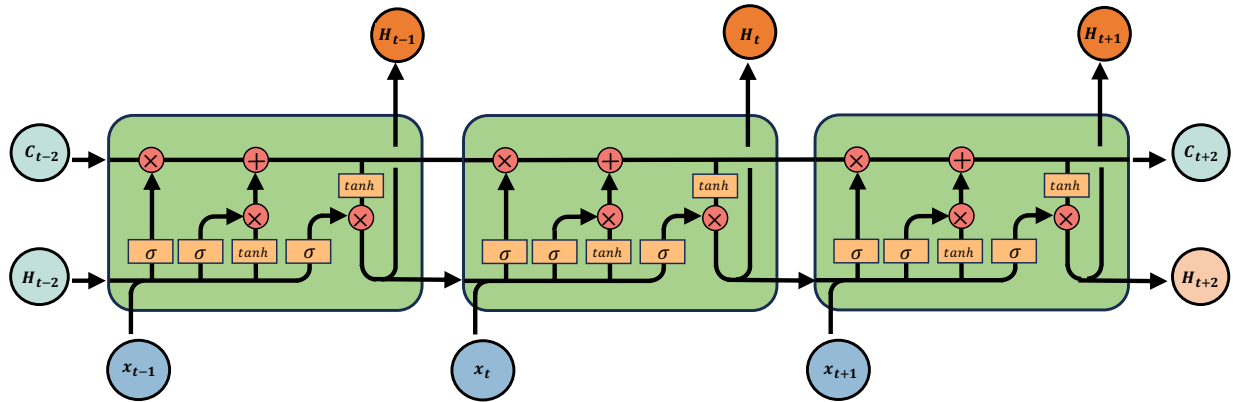 H_{t-1} H_t H_{t+1}
C_{t-2} × + × + × + C_{t+2}
tanh tanh tanh
× × × × × ×
σ σ tanh σ σ σ tanh σ σ σ tanh σ
H_{t-2} H_{t+2}
x_{t-1} x_t x_{t+1}